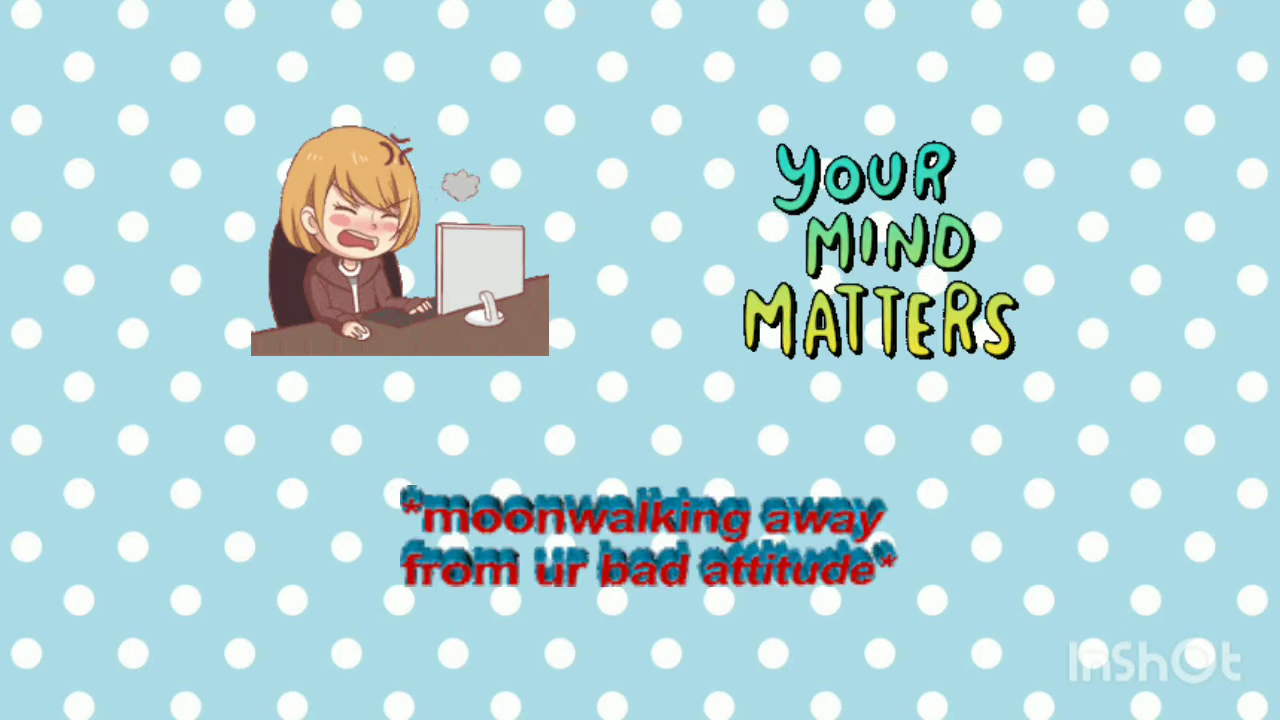 YOUR
MIND
MATTERS
*moonwalking away
from ur bad attitude*
InShOt